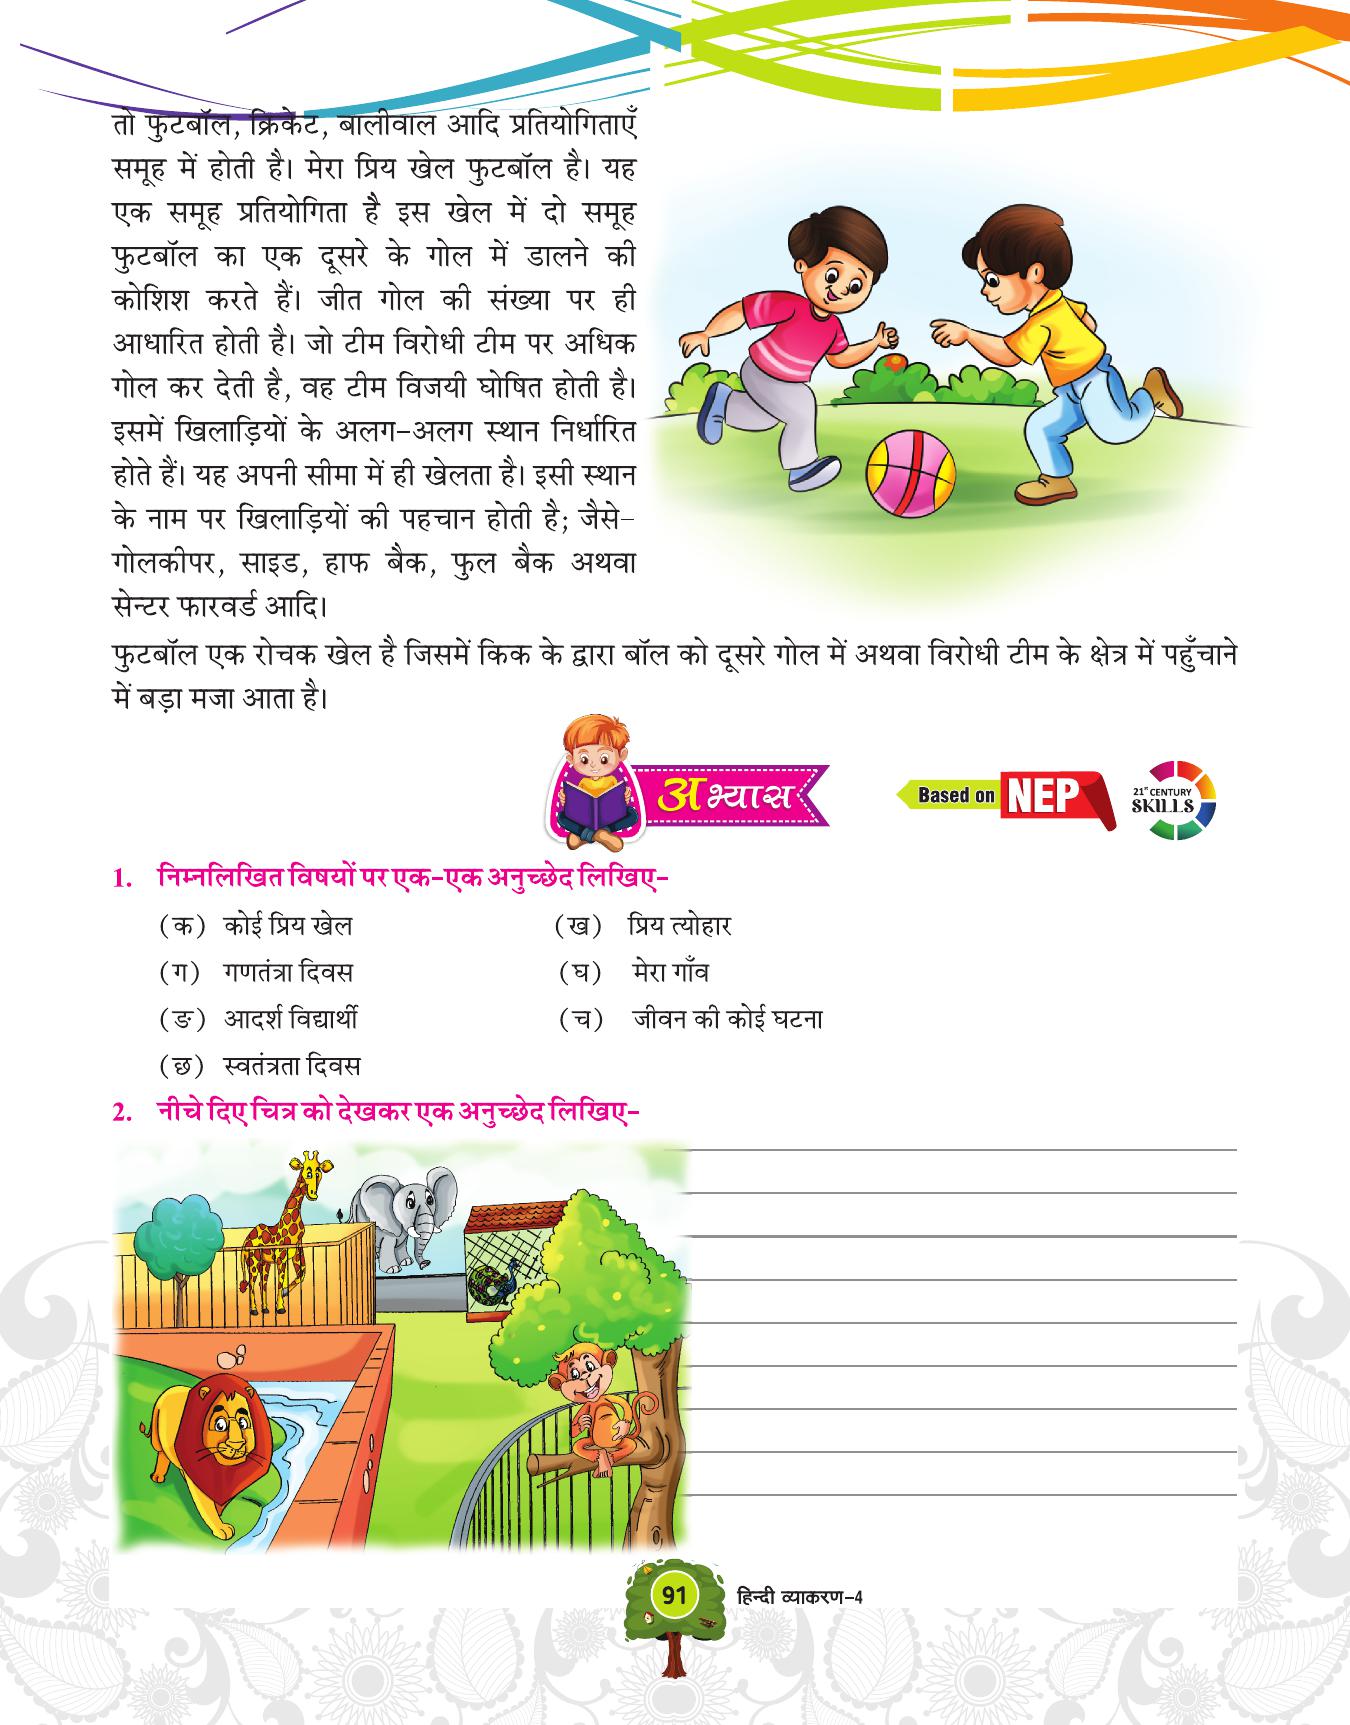 तो फुटबॉल, क्रिकेट, बालीवाल आदि प्रतियोगिताएँ
समूह में होती है। मेरा प्रिय खेल फुटबॉल है। यह
एक समूह प्रतियोगिता है इस खेल में दो समूह
फुटबॉल का एक दूसरे के गोल में डालने की
कोशिश करते हैं। जीत गोल की संख्या पर ही
आधारित होती है। जो टीम विरोधी टीम पर अधिक
गोल कर देती है, वह टीम विजयी घोषित होती है।
इसमें खिलाड़ियों के अलग-अलग स्थान निर्धारित
होते हैं। यह अपनी सीमा में ही खेलता है। इसी स्थान
के नाम पर खिलाड़ियों की पहचान होती है; जैसे-
गोलकीपर, साइड, हाफ बैक, फुल बैक अथवा
सेन्टर फारवर्ड आदि।
फुटबॉल एक रोचक खेल है जिसमें किक के द्वारा बॉल को दूसरे गोल में अथवा विरोधी टीम के क्षेत्र में पहुँचाने
में बड़ा मजा आता है।
अभ्यास
Based on NEP
21st CENTURY
SKILLS
1. निम्नलिखित विषयों पर एक-एक अनुच्छेद लिखिए-
(क) कोई प्रिय खेल (ख) प्रिय त्योहार
(ग) गणतंत्रा दिवस (घ) मेरा गाँव
(ङ) आदर्श विद्यार्थी (च) जीवन की कोई घटना
(छ) स्वतंत्रता दिवस
2. नीचे दिए चित्र को देखकर एक अनुच्छेद लिखिए-
91 हिन्दी व्याकरण-4